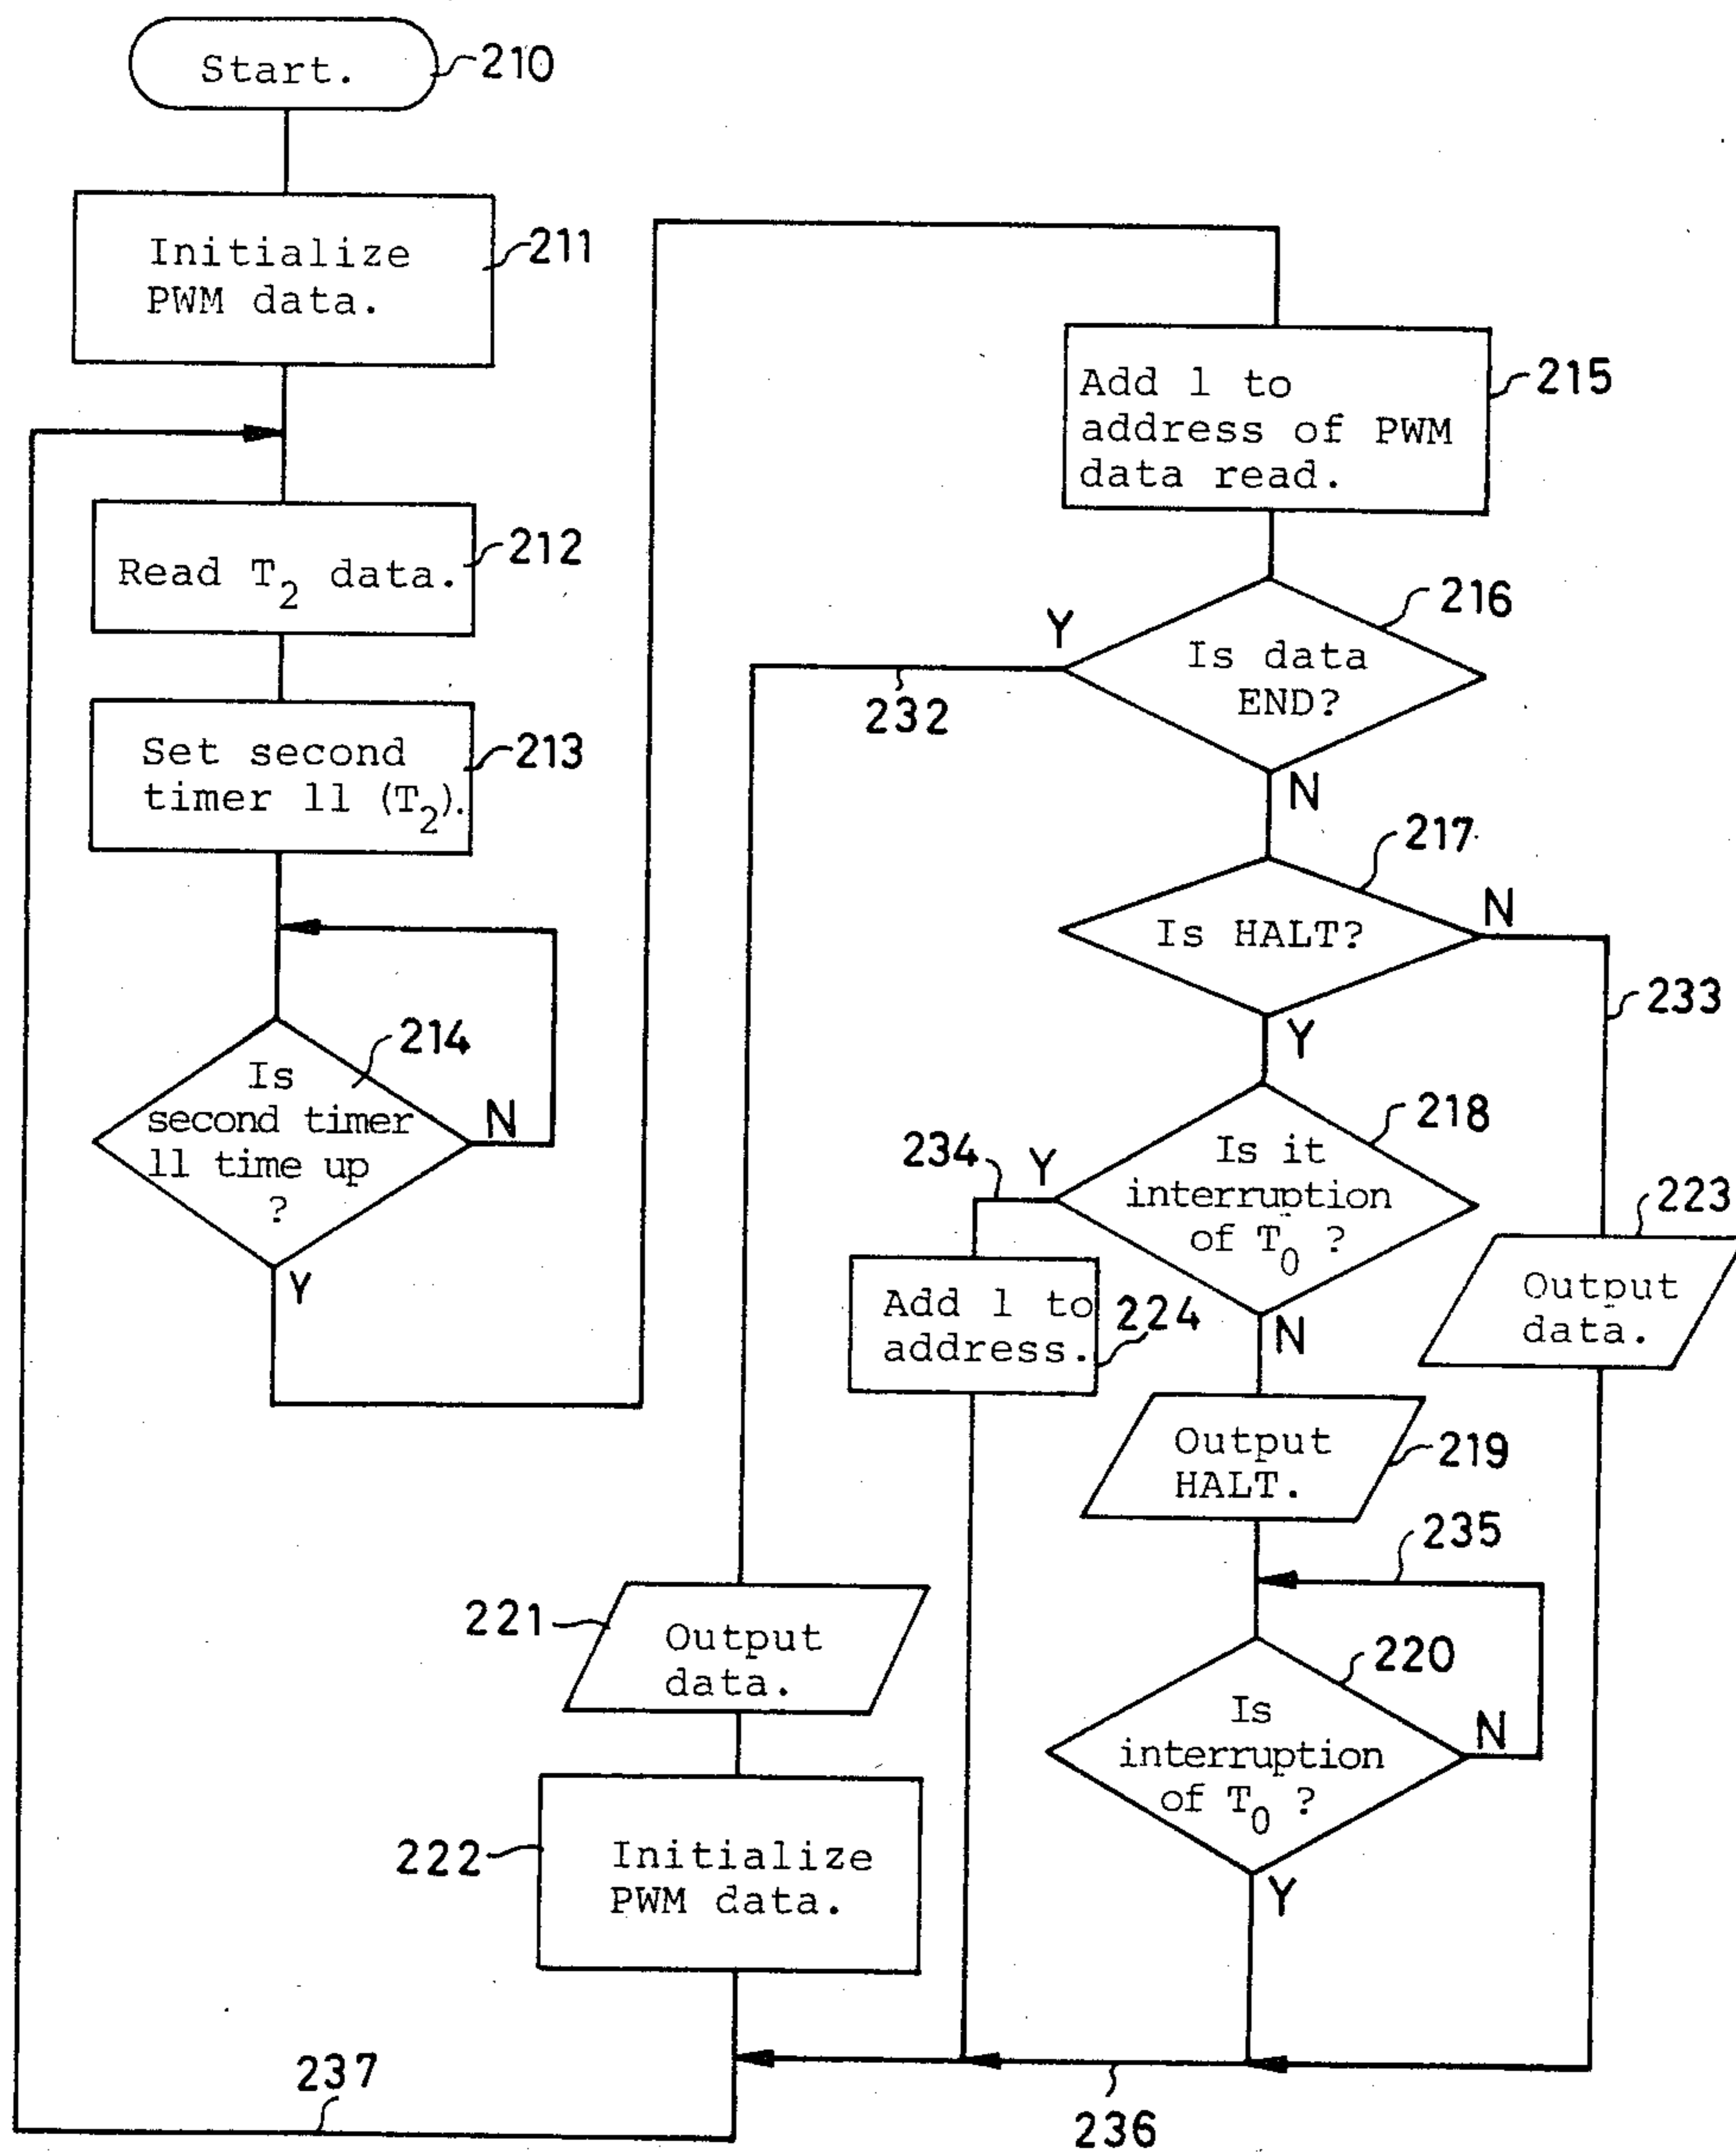 Start.
210
Initialize
PWM data.
211
Read T2 data.
212
Set second
timer 11 (T2).
213
Is
second timer
11 time up
?
214
N
Y
Add 1 to
address of PWM
data read.
215
Is data
END?
216
Y
232
N
Is HALT?
217
N
233
Y
Is it
interruption
of T0 ?
218
Y
234
N
Add 1 to
address.
224
Output
data.
223
Output
HALT.
219
235
Is
interruption
of T0 ?
220
N
Y
221
Output
data.
222
Initialize
PWM data.
236
237